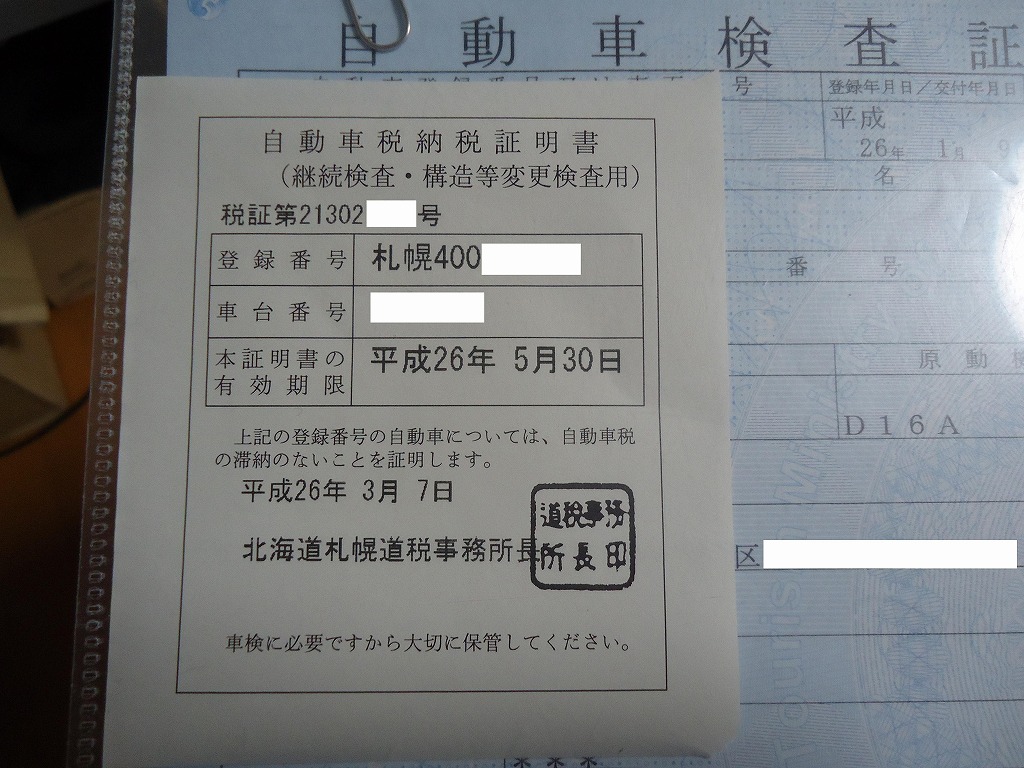 自動車検査証
号
登録年月日／交付年月日
平成
26年 1月 9
名
番 号
原動機
D16A
区
自動車税納税証明書
（継続検査・構造等変更検査用）
税証第21302 号
登録番号 札幌400
車台番号
本証明書の有効期限 平成26年 5月30日
上記の登録番号の自動車については、自動車税
の滞納のないことを証明します。
平成26年 3月 7日
北海道札幌道税事務所長
道税事務
所長印
車検に必要ですから大切に保管してください。